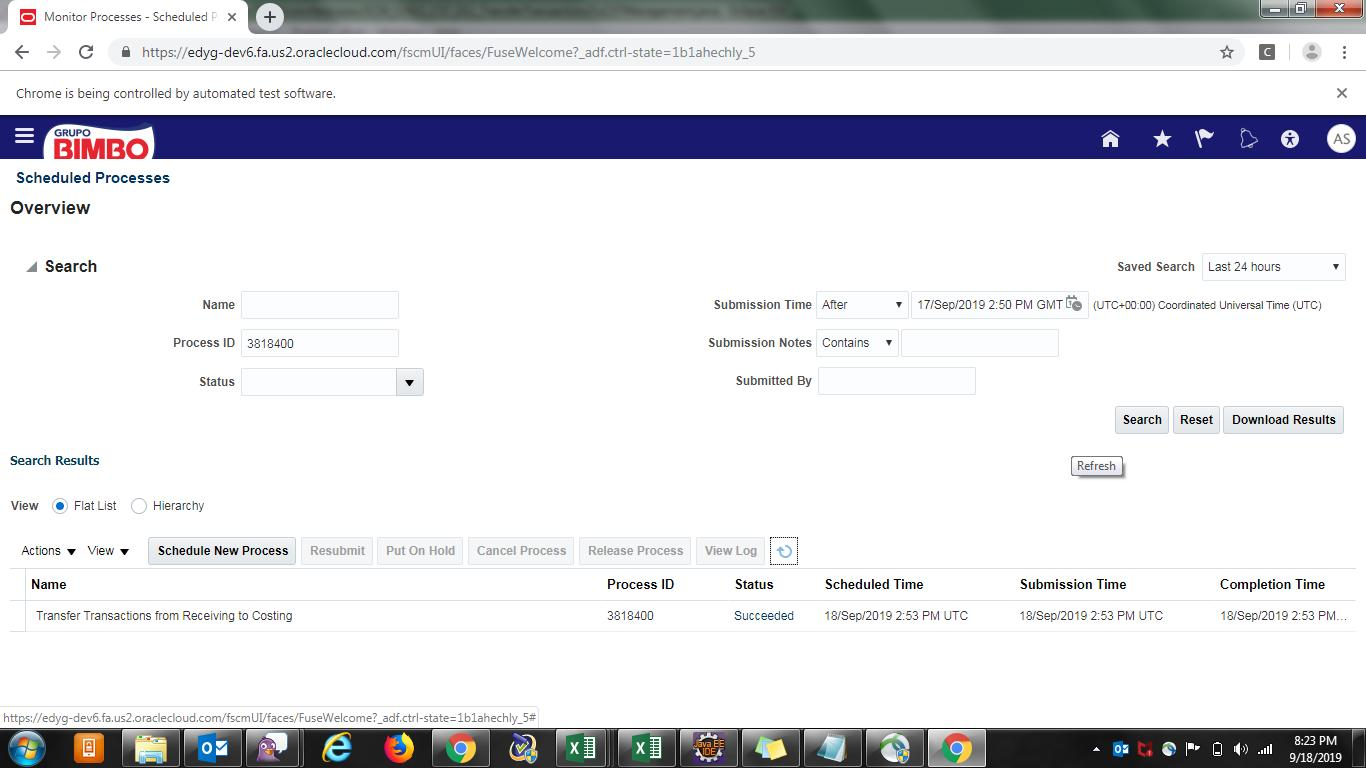 Monitor Processes - Scheduled P
https://edyg-dev6.fa.us2.oraclecloud.com/fscmUI/faces/FuseWelcome?_adf.ctrl-state=1b1ahechly_5
C
Chrome is being controlled by automated test software.
GRUPO
BIMBO
AS
Scheduled Processes
Overview
Search
Saved Search Last 24 hours
Name
Submission Time After 17/Sep/2019 2:50 PM GMT (UTC+00:00) Coordinated Universal Time (UTC)
Process ID 3818400
Submission Notes Contains
Status
Submitted By
Search Reset Download Results
Search Results
Refresh
View Flat List Hierarchy
Actions View Schedule New Process Resubmit Put On Hold Cancel Process Release Process View Log
Name Process ID Status Scheduled Time Submission Time Completion Time
Transfer Transactions from Receiving to Costing 3818400 Succeeded 18/Sep/2019 2:53 PM UTC 18/Sep/2019 2:53 PM UTC 18/Sep/2019 2:53 PM...
https://edyg-dev6.fa.us2.oraclecloud.com/fscmUI/faces/FuseWelcome?_adf.ctrl-state=1b1ahechly_5#
Java EE
IDE
8:23 PM
9/18/2019